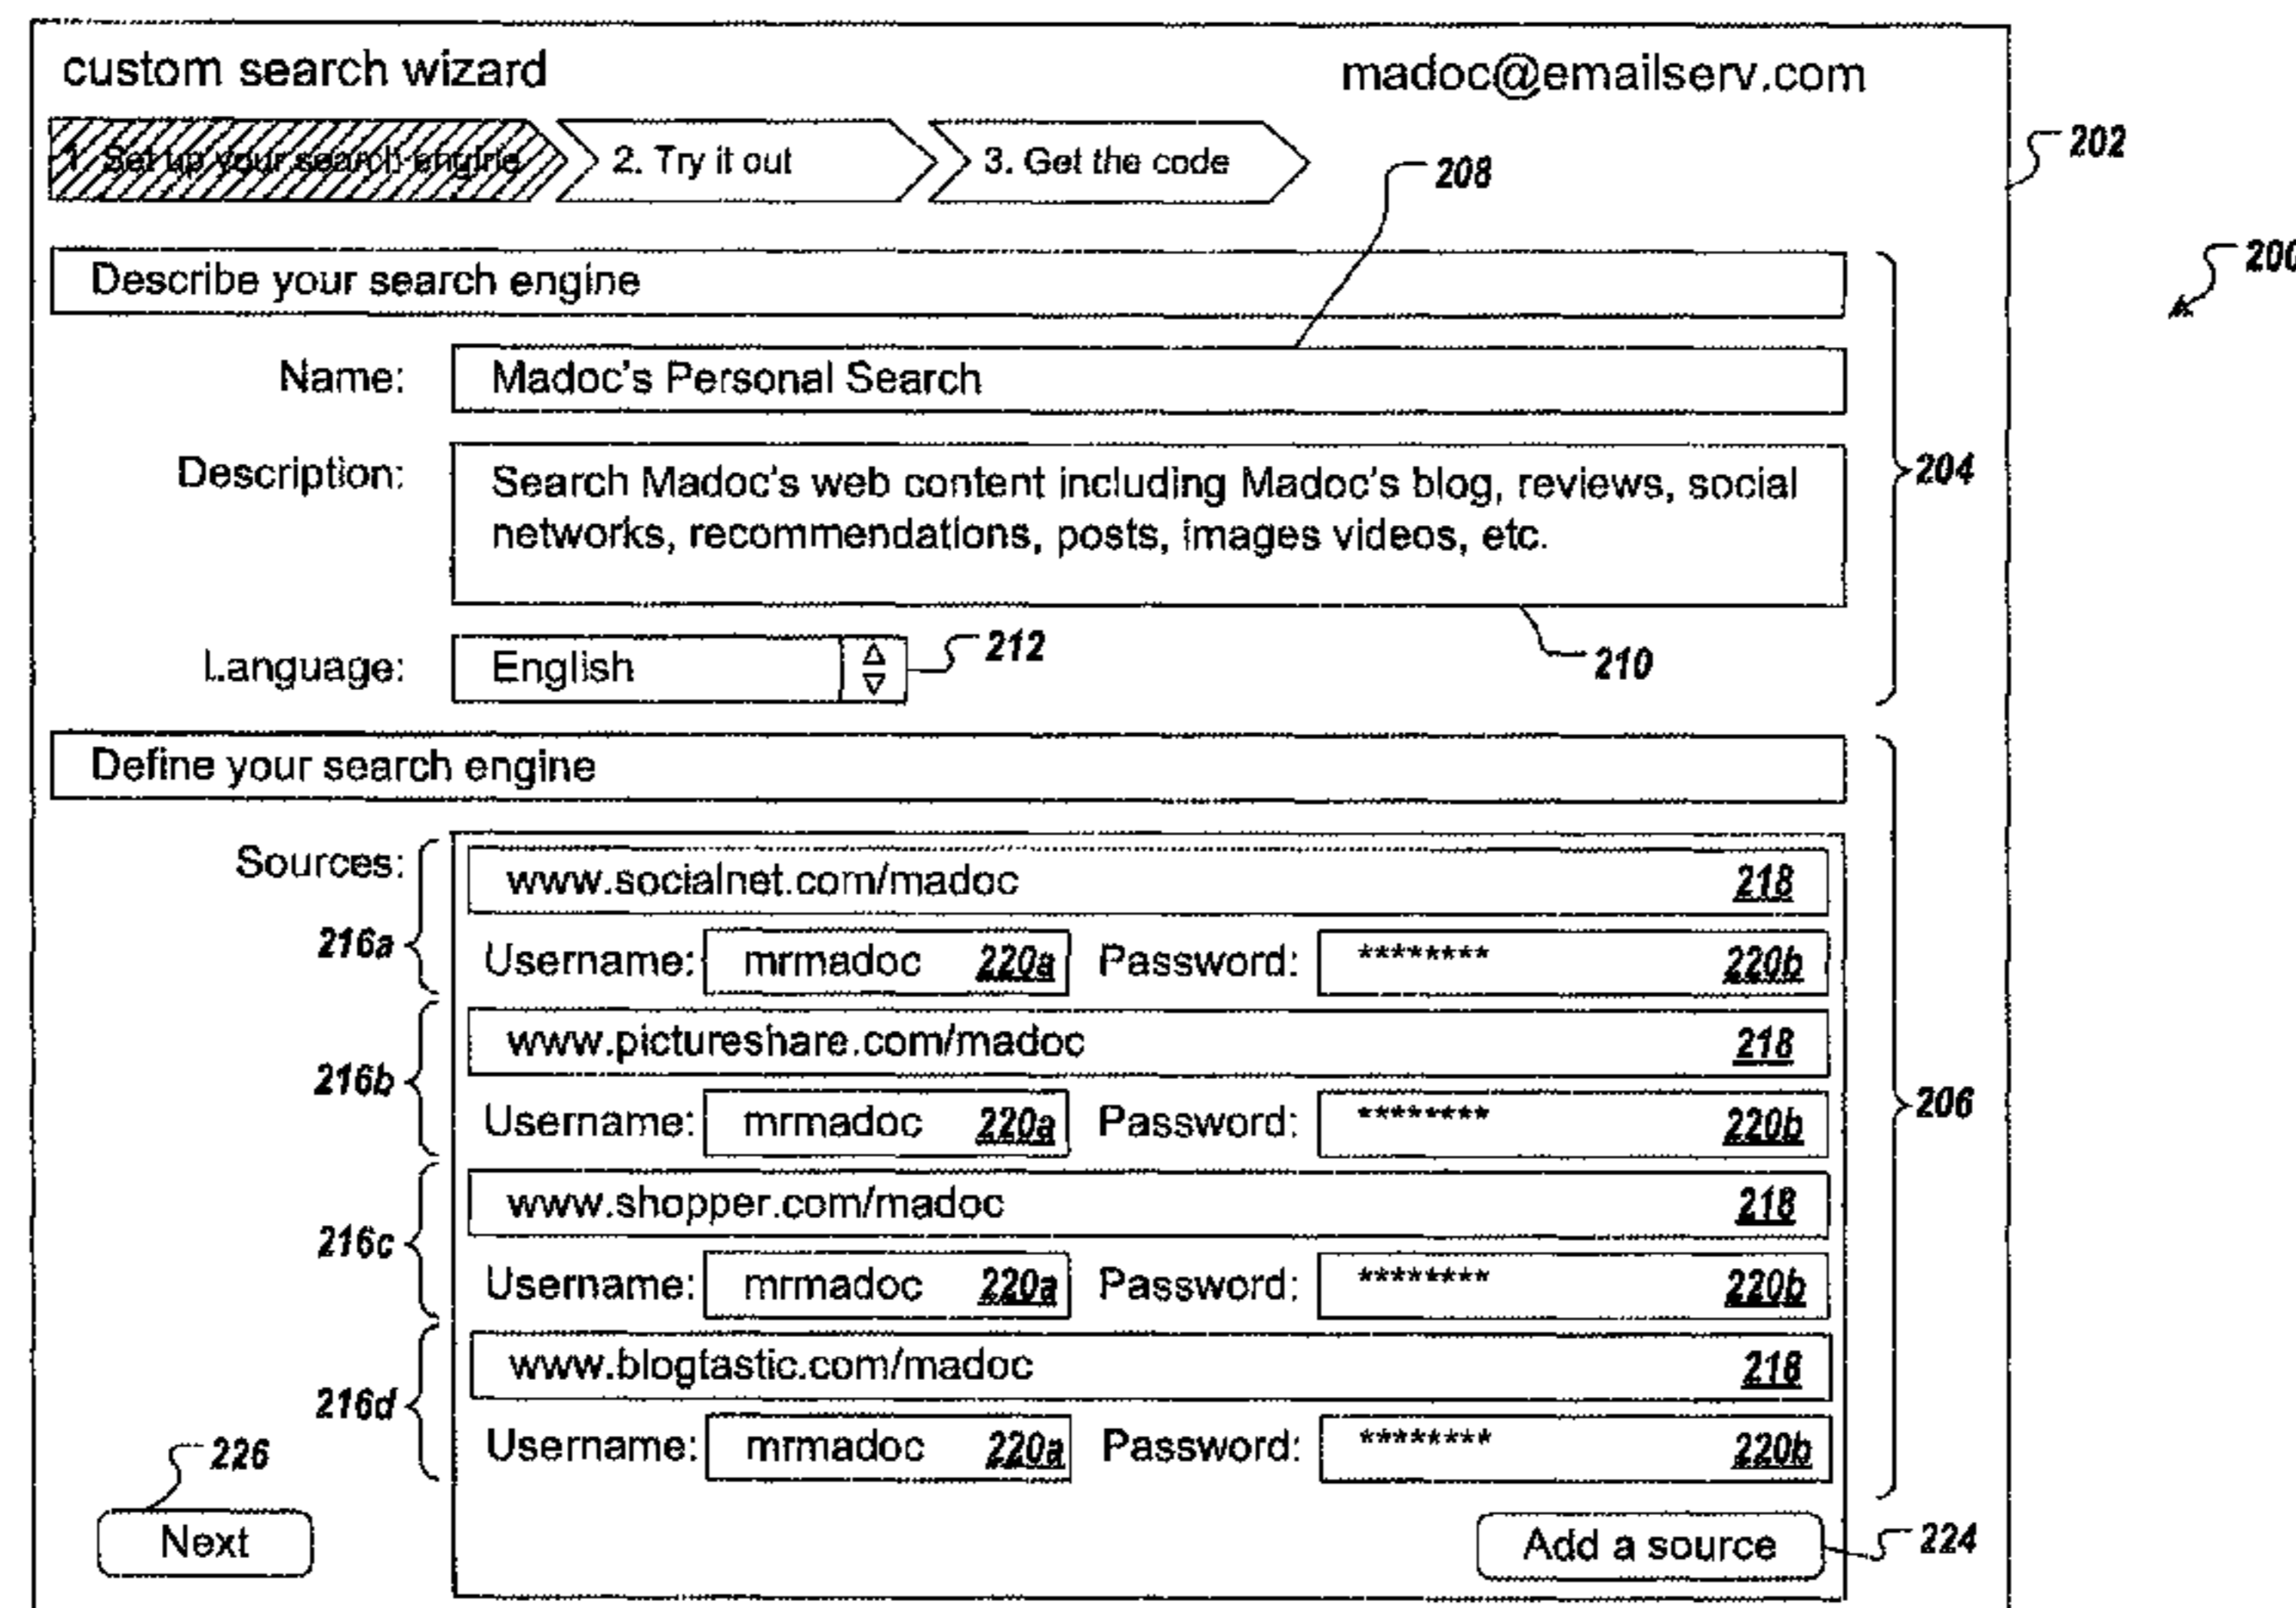 custom search wizard madoc@emailserv.com
1. Set up your search engine 2. Try it out 3. Get the code
202
208
200
Describe your search engine
Name: Madoc's Personal Search
Description: Search Madoc's web content including Madoc's blog, reviews, social
networks, recommendations, posts, images videos, etc.
204
Language: English 212
210
Define your search engine
Sources: www.socialnet.com/madoc 218
216a Username: mrmadoc 220a Password: ******** 220b
www.pictureshare.com/madoc 218
216b Username: mrmadoc 220a Password: ******** 220b
206
www.shopper.com/madoc 218
216c Username: mrmadoc 220a Password: ******** 220b
www.blogtastic.com/madoc 218
216d Username: mrmadoc 220a Password: ******** 220b
226
Next Add a source 224